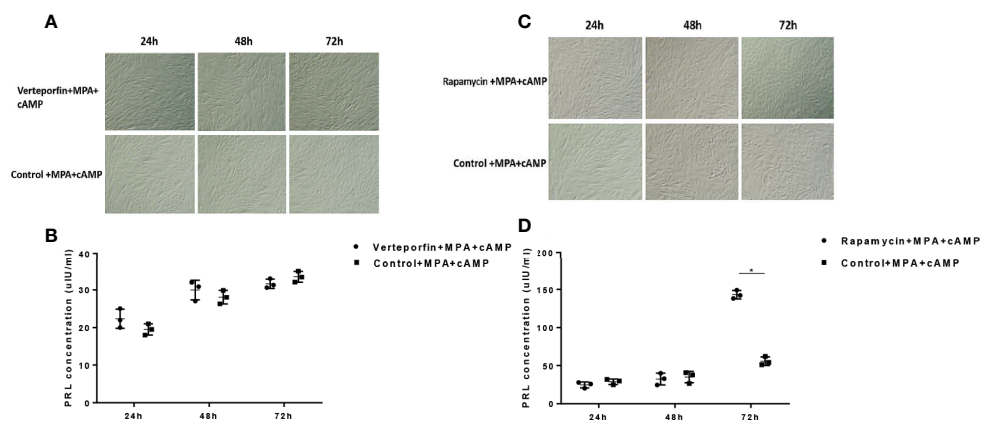 A
24h 48h 72h
Verteporfin+MPA+
cAMP
Control +MPA+cAMP
B
PRL concentration (uIU/ml)
40
30
20
10
0
24h 48h 72h
Verteporfin+MPA+cAMP
Control+MPA+cAMP
C
24h 48h 72h
Rapamycin +MPA+cAMP
Control +MPA+cAMP
D
PRL concentration (uIU/ml)
200
150
100
50
0
*
24h 48h 72h
Rapamycin+MPA+cAMP
Control+MPA+cAMP